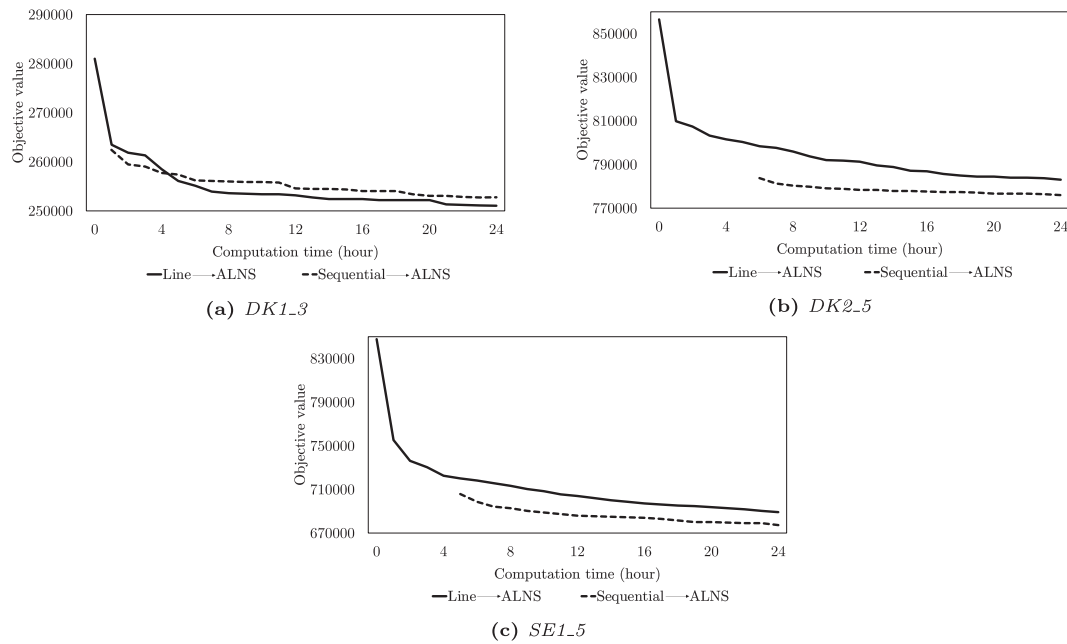 290000
280000
270000
260000
250000
Objective value
0 4 8 12 16 20 24
Computation time (hour)
Line→ALNS Sequential→ALNS
(a) DK1_3
850000
830000
810000
790000
770000
Objective value
0 4 8 12 16 20 24
Computation time (hour)
Line→ALNS Sequential→ALNS
(b) DK2_5
830000
790000
750000
710000
670000
Objective value
0 4 8 12 16 20 24
Computation time (hour)
Line→ALNS Sequential→ALNS
(c) SE1_5